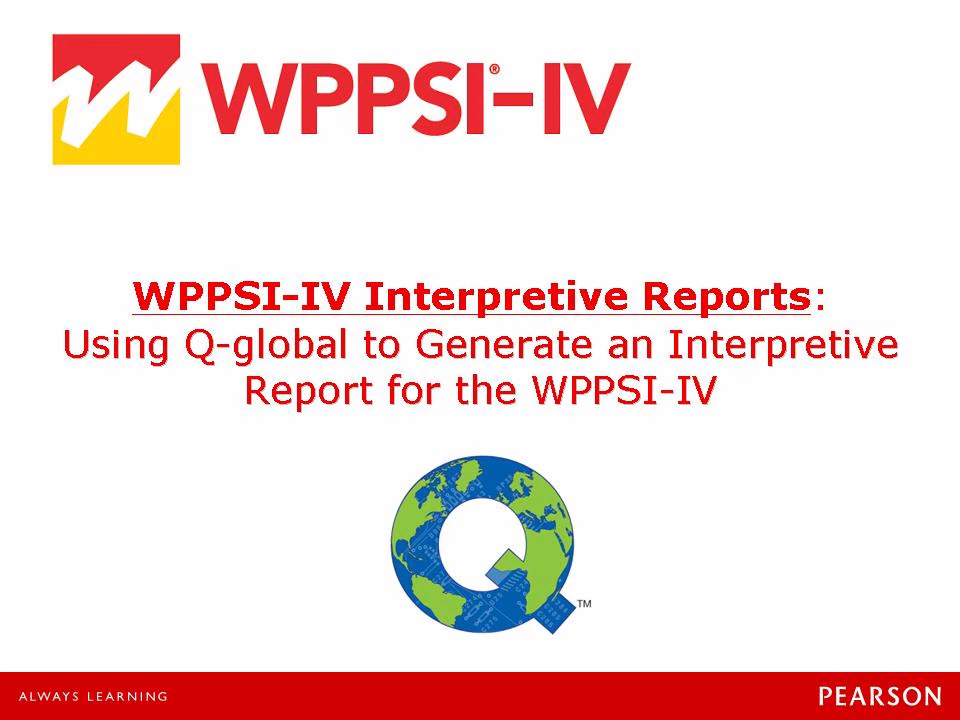 WPPSI®-IV
WPPSI-IV Interpretive Reports:
Using Q-global to Generate an Interpretive
Report for the WPPSI-IV
Q™
ALWAYS LEARNING
PEARSON